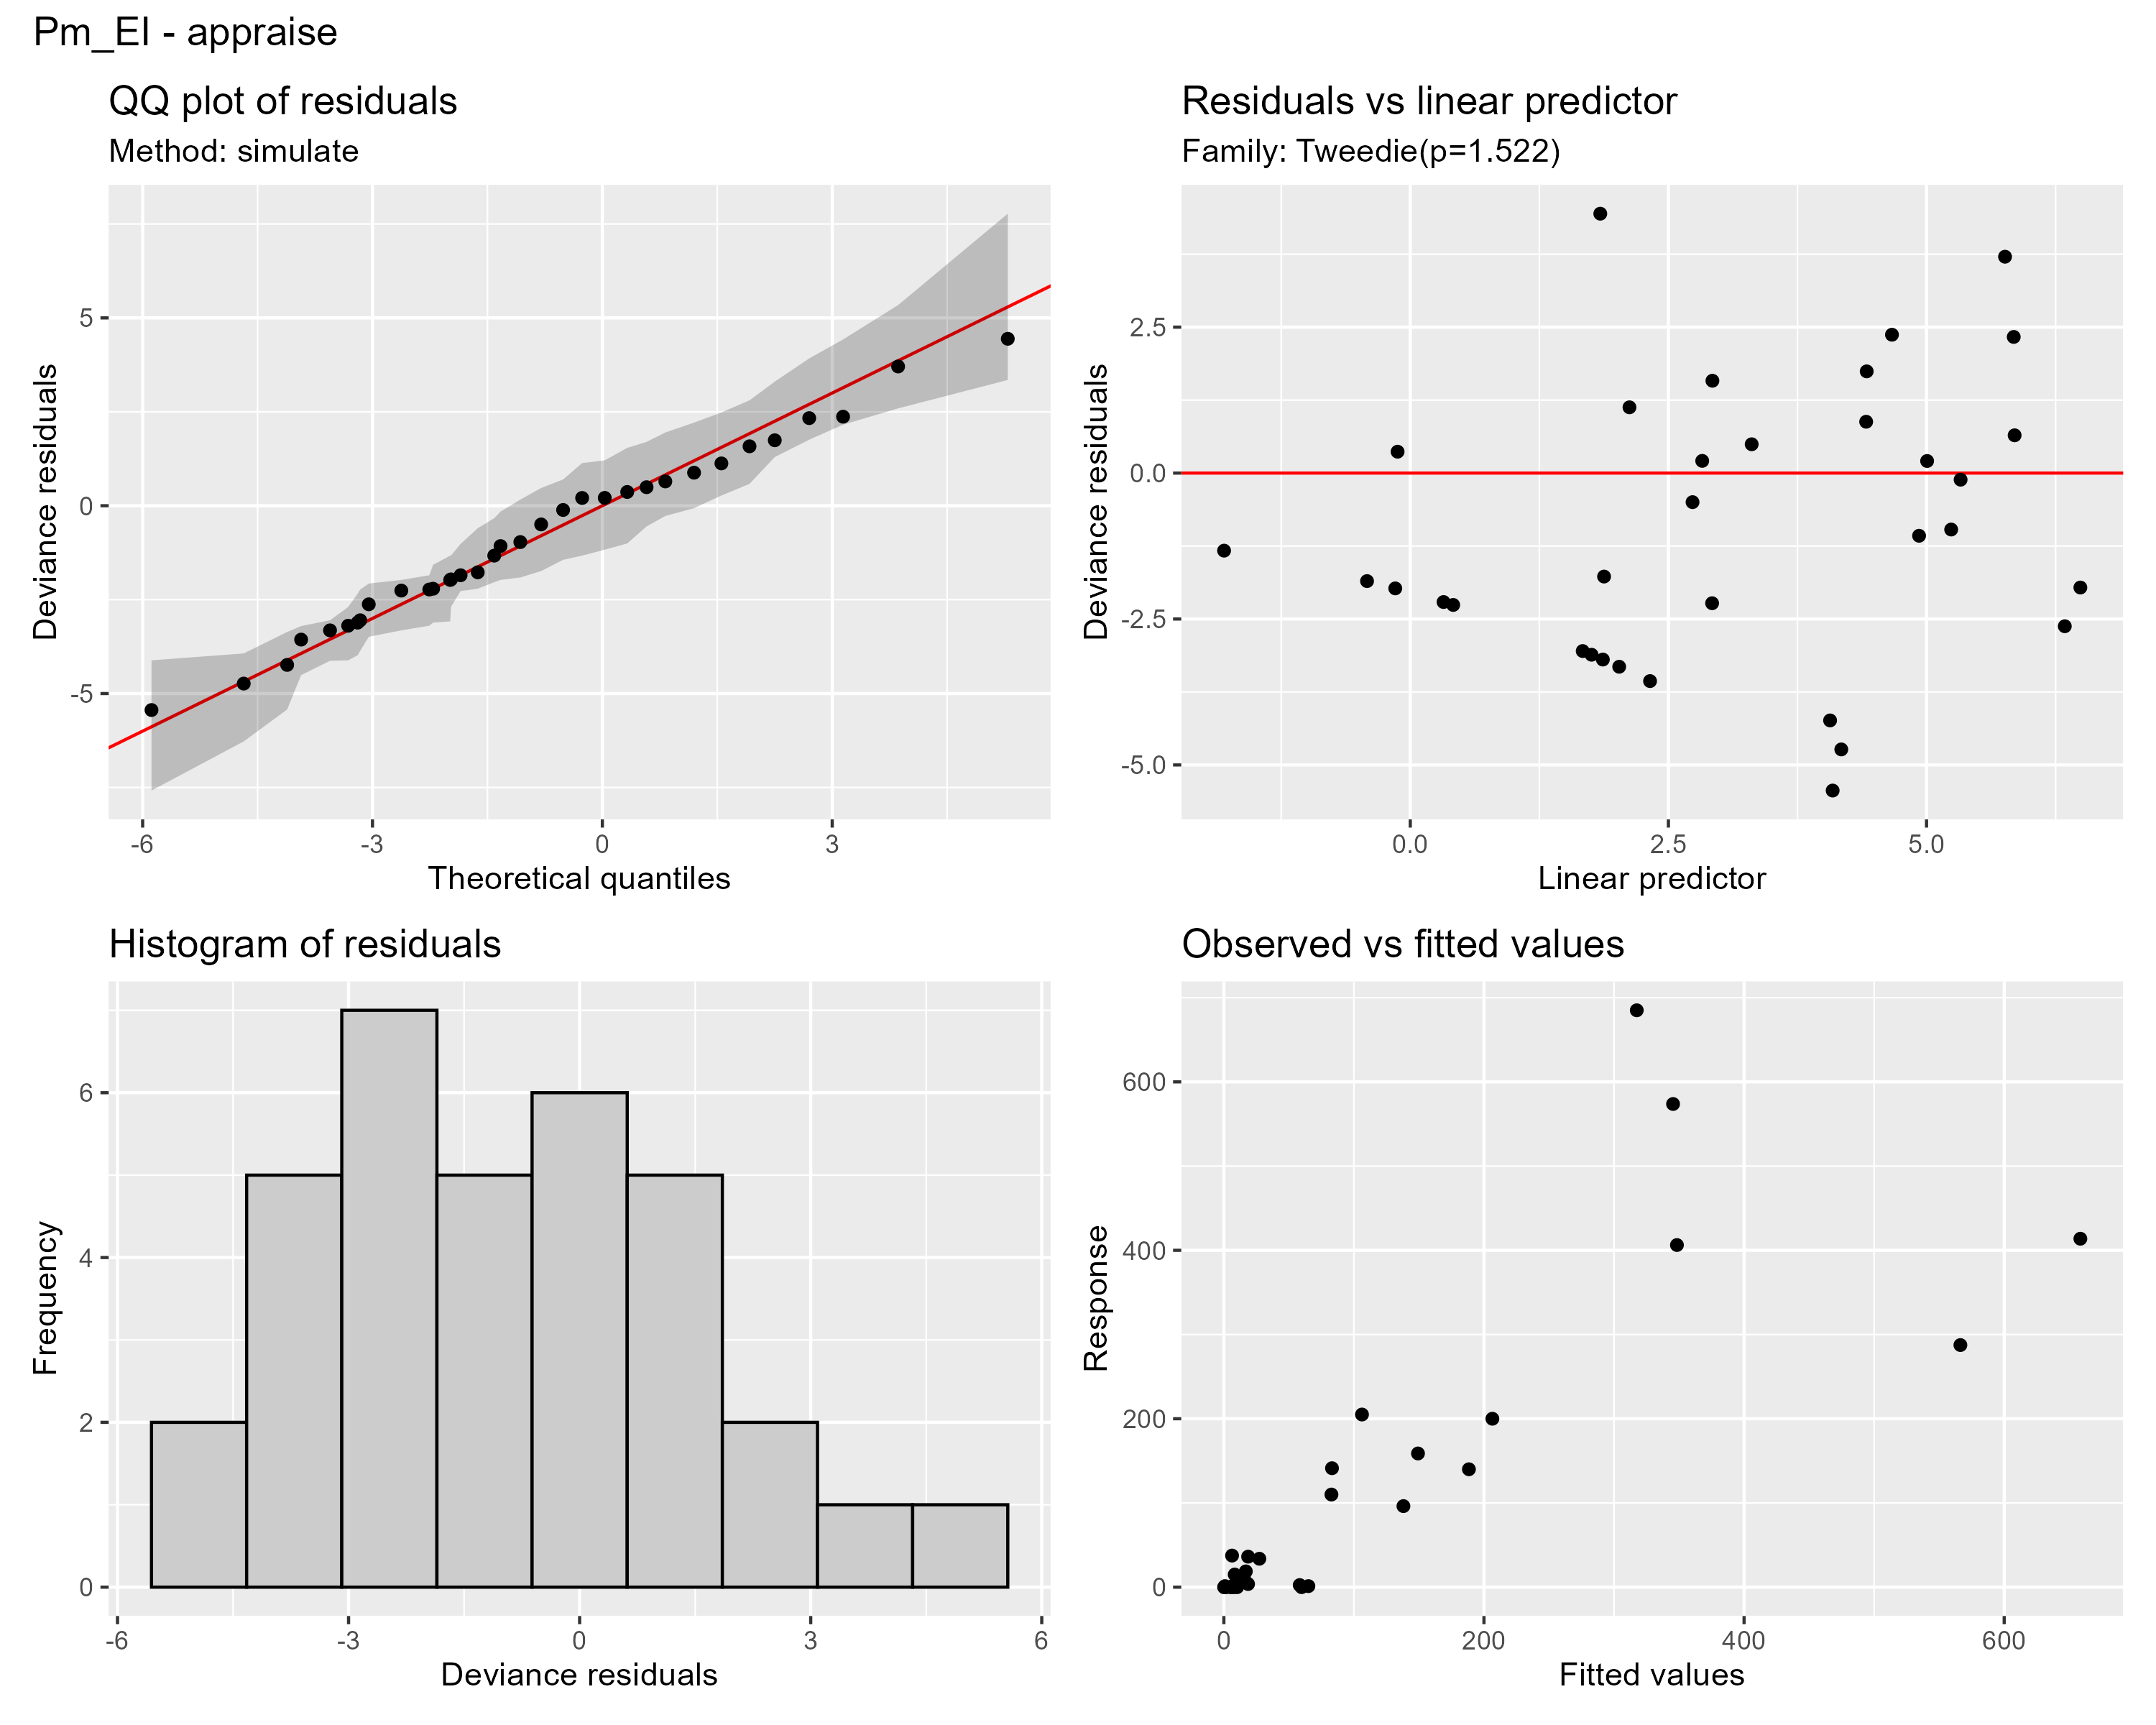 Pm_EI - appraise
QQ plot of residuals
Method: simulate
5
0
-5
-6
-3
0
3
Deviance residuals
Theoretical quantiles
Residuals vs linear predictor
Family: Tweedie(p=1.522)
2.5
0.0
-2.5
-5.0
0.0
2.5
5.0
Deviance residuals
Linear predictor
Histogram of residuals
6
4
2
0
-6
-3
0
3
6
Frequency
Deviance residuals
Observed vs fitted values
600
400
200
0
0
200
400
600
Response
Fitted values